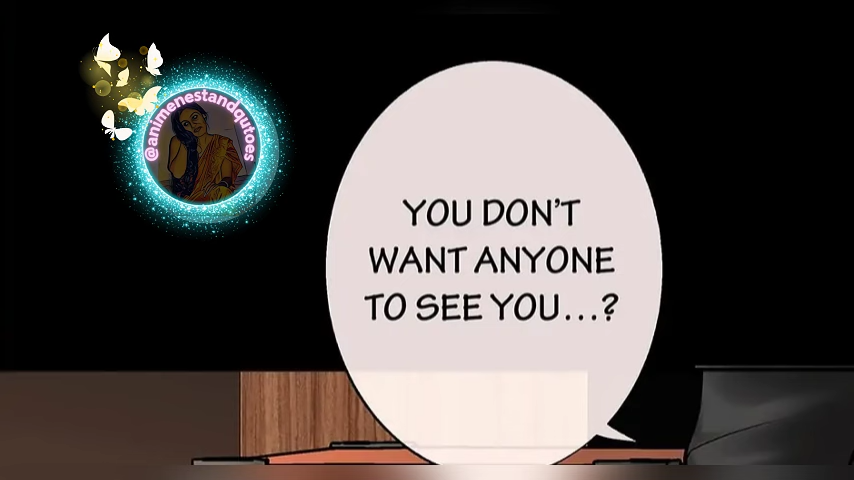 @animenestandqutoes
YOU DON'T
WANT ANYONE
TO SEE YOU...?